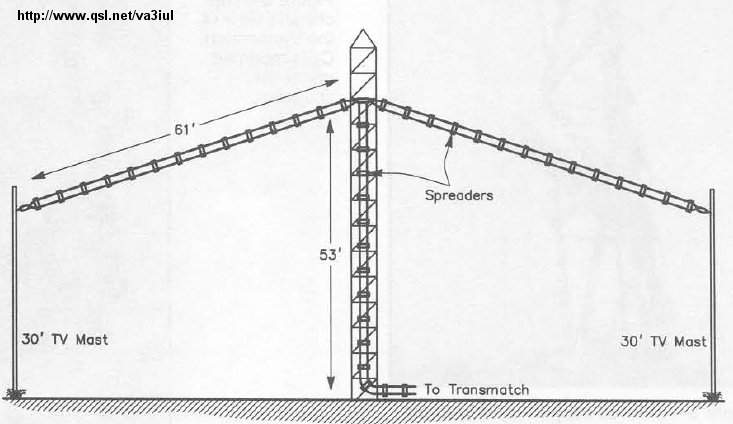 http://www.qsl.net/va3iul
61'
Spreaders
53'
30' TV Mast
30' TV Mast
To Transmatch